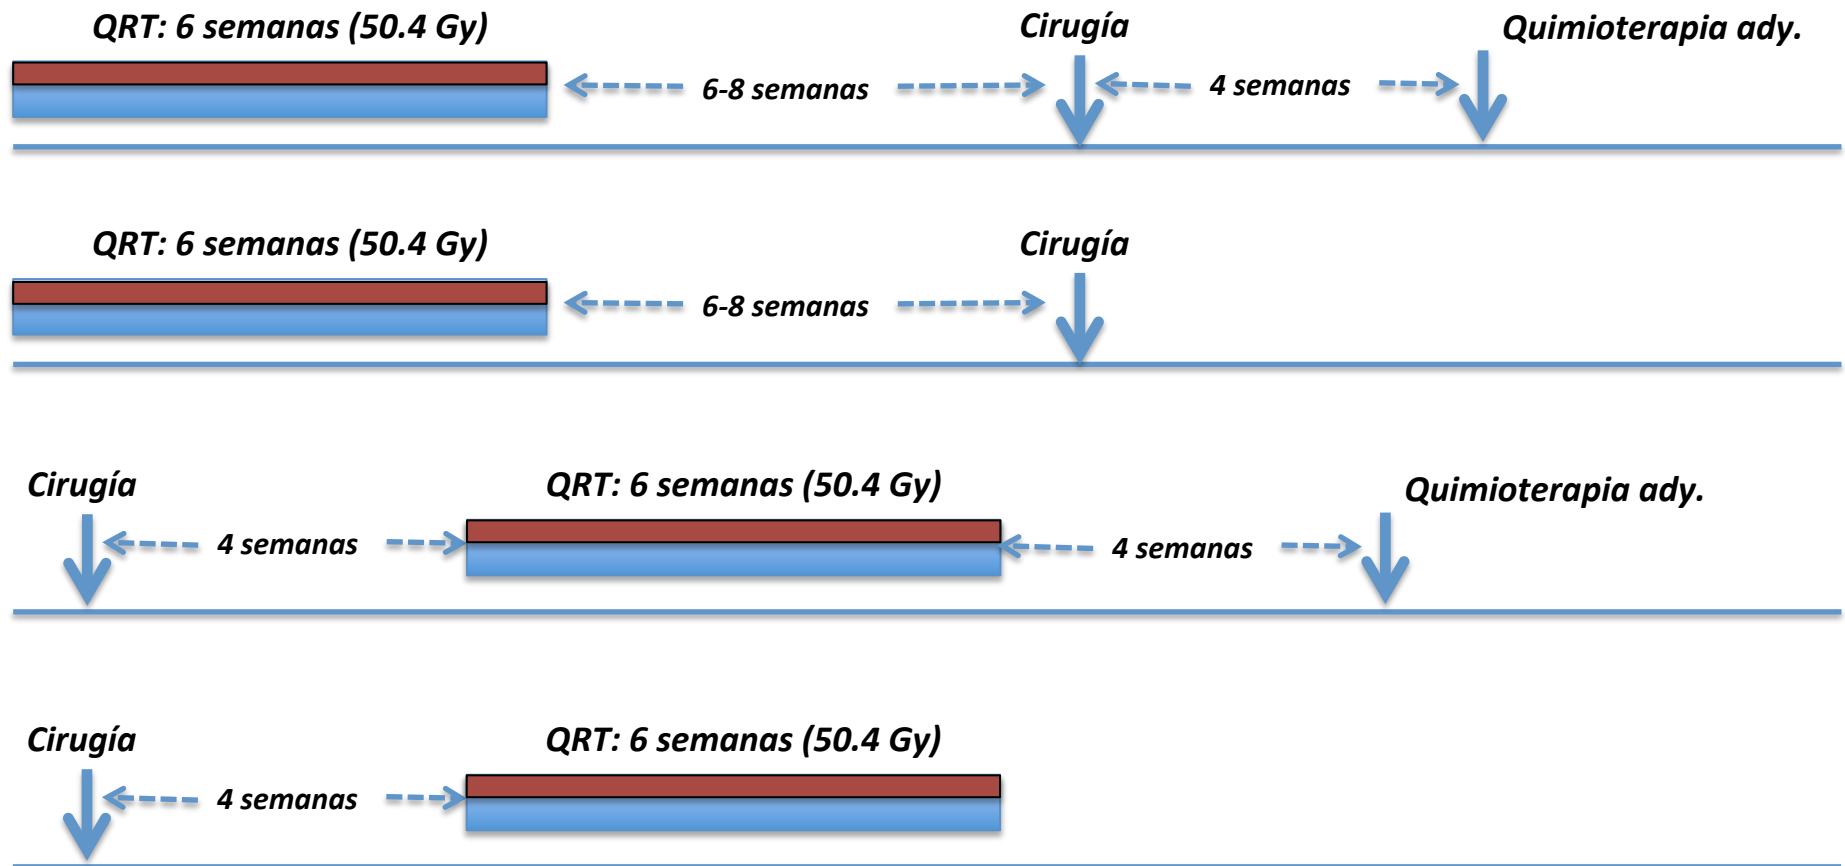 QRT: 6 semanas (50.4 Gy)
Cirugía
Quimioterapia ady.
6-8 semanas
4 semanas
QRT: 6 semanas (50.4 Gy)
Cirugía
6-8 semanas
Cirugía
QRT: 6 semanas (50.4 Gy)
Quimioterapia ady.
4 semanas
4 semanas
Cirugía
QRT: 6 semanas (50.4 Gy)
4 semanas